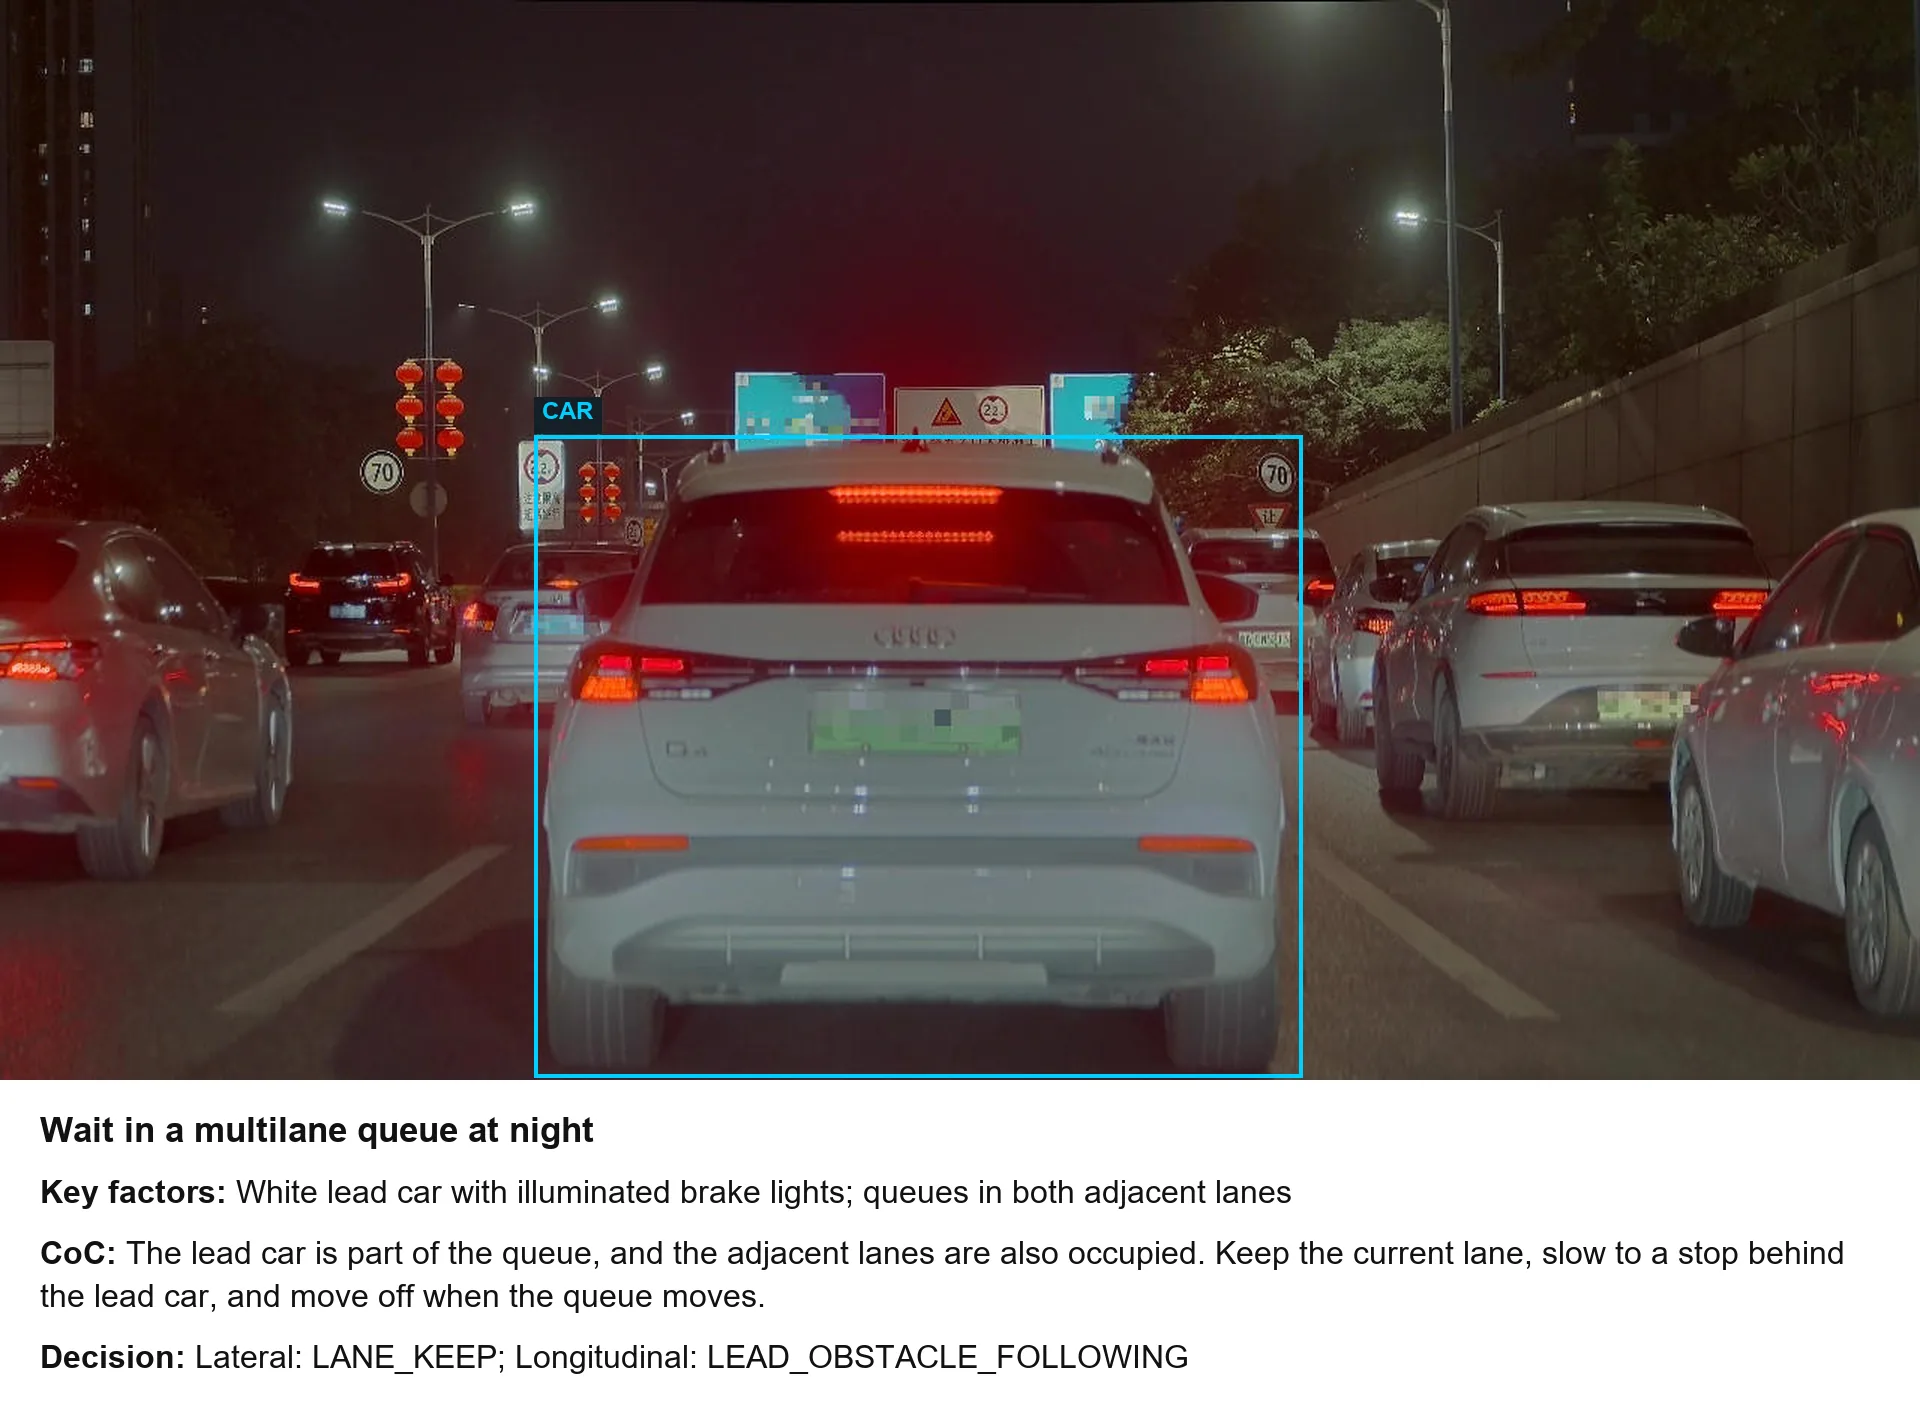 CAR
22.
70
70
让
Wait in a multilane queue at night
Key factors: White lead car with illuminated brake lights; queues in both adjacent lanes
CoC: The lead car is part of the queue, and the adjacent lanes are also occupied. Keep the current lane, slow to a stop behind
the lead car, and move off when the queue moves.
Decision: Lateral: LANE_KEEP; Longitudinal: LEAD_OBSTACLE_FOLLOWING